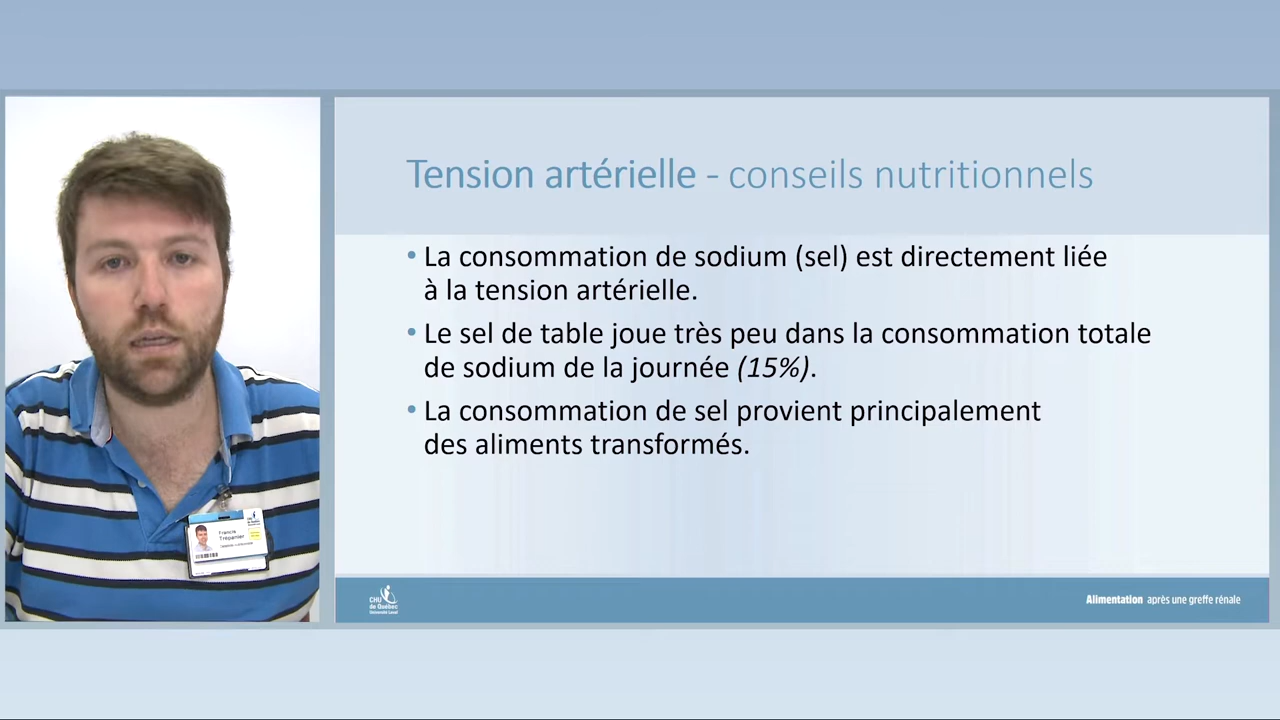 Tension artérielle - conseils nutritionnels
• La consommation de sodium (sel) est directement liée
à la tension artérielle.
• Le sel de table joue très peu dans la consommation totale
de sodium de la journée (15%).
• La consommation de sel provient principalement
des aliments transformés.
Francis
Trépanier
CHU
de Québec
Université Laval
Alimentation après une greffe rénale